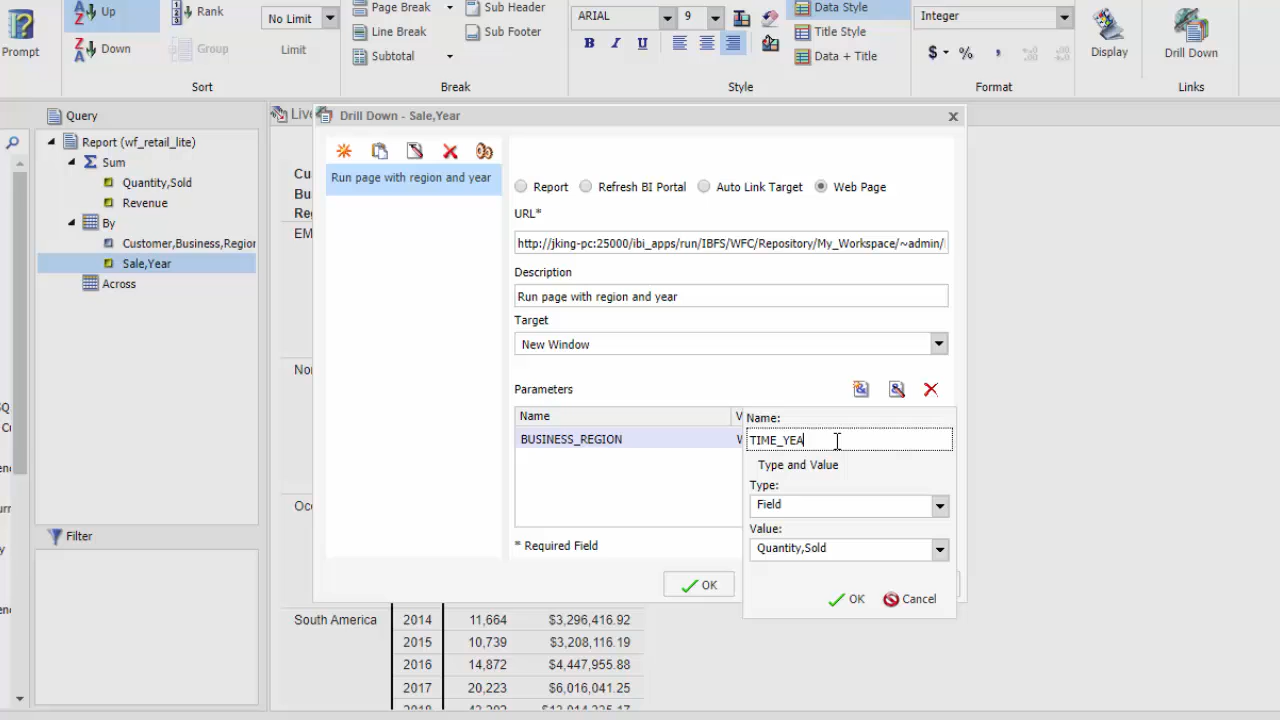 Up
Rank
No Limit
Page Break
Sub Header
ARIAL
9
Data Style
Integer
Prompt
Down
Group
Limit
Line Break
Sub Footer
B I U
Title Style
$ %
Display
Drill Down
Subtotal
Data + Title
Sort
Break
Style
Format
Links
Query
Report (wf_retail_lite)
Sum
Quantity,Sold
Revenue
By
Customer,Business,Region
Sale,Year
Across
Filter
Drill Down - Sale,Year
Run page with region and year
Report
Refresh BI Portal
Auto Link Target
Web Page
URL*
http://jking-pc:25000/ibi_apps/run/IBFS/WFC/Repository/My_Workspace/~admin/
Description
Run page with region and year
Target
New Window
Parameters
Name
BUSINESS_REGION
* Required Field
OK
Name:
TIME_YEA
Type and Value
Type:
Field
Value:
Quantity,Sold
OK
Cancel
South America 2014 11,664 $3,296,416.92
2015 10,739 $3,208,116.19
2016 14,872 $4,447,955.88
2017 20,223 $6,016,041.25